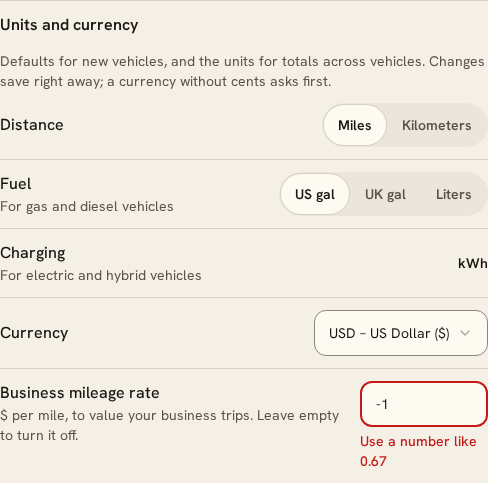 Units and currency
Defaults for new vehicles, and the units for totals across vehicles. Changes
save right away; a currency without cents asks first.
Distance
Miles
Kilometers
Fuel
For gas and diesel vehicles
US gal
UK gal
Liters
Charging
For electric and hybrid vehicles
kWh
Currency
USD – US Dollar ($)
Business mileage rate
$ per mile, to value your business trips. Leave empty
to turn it off.
-1
Use a number like
0.67